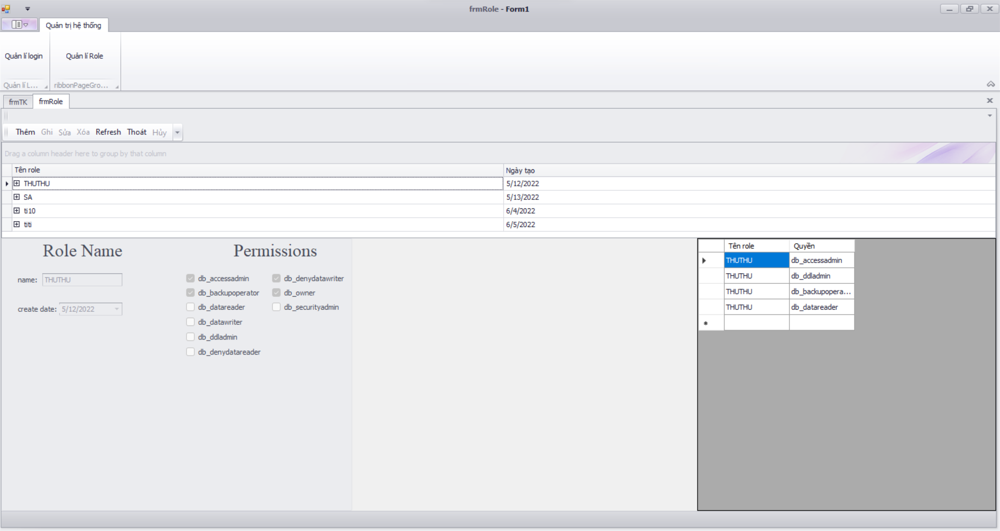 frmRole - Form1
Quản trị hệ thống
Quản lí login
Quản lí Role
Quản lí L...
ribbonPageGro...
frmTK
frmRole
Thêm Ghi Sửa Xóa Refresh Thoát Hủy
Drag a column header here to group by that column
Tên role Ngày tạo
THUTHU 5/12/2022
SA 5/13/2022
ti10 6/4/2022
titi 6/5/2022
Role Name
name: THUTHU
create date: 5/12/2022
Permissions
db_accessadmin db_denydatawriter
db_backupoperator db_owner
db_datareader db_securityadmin
db_datawriter
db_ddladmin
db_denydatareader
Tên role Quyền
THUTHU db_accessadmin
THUTHU db_ddladmin
THUTHU db_backupopera...
THUTHU db_datareader